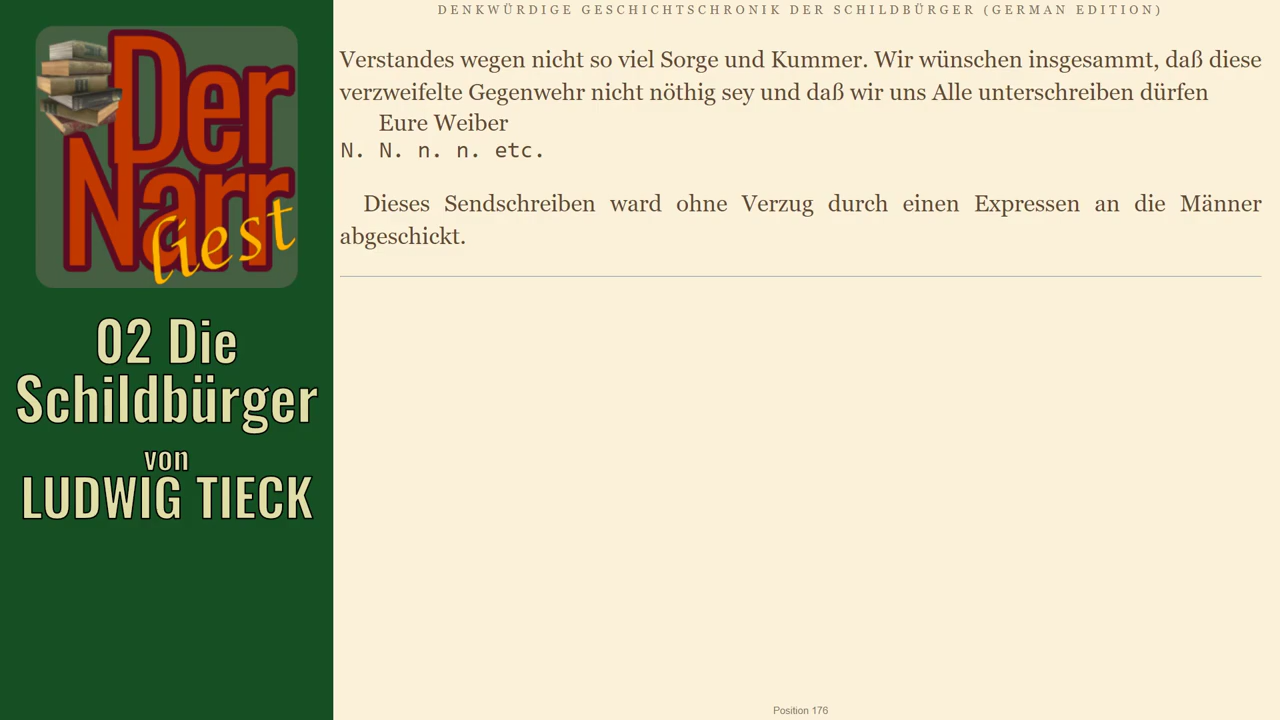 Der
Narr
liest
02 Die
Schildbürger
von
LUDWIG TIECK
DENKWÜRDIGE GESCHICHTSCHRONIK DER SCHILDBÜRGER (GERMAN EDITION)
Verstandes wegen nicht so viel Sorge und Kummer. Wir wünschen insgesammt, daß diese
verzweifelte Gegenwehr nicht nöthig sey und daß wir uns Alle unterschreiben dürfen
Eure Weiber
N. N. n. n. etc.
Dieses Sendschreiben ward ohne Verzug durch einen Expressen an die Männer
abgeschickt.
Position 176